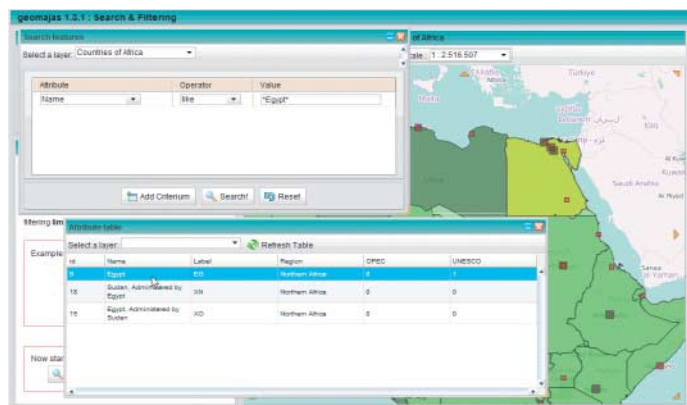 geomajas 1.3.1 : Search & Filtering
Search features
of Africa
Select a layer: Countries of Africa
cale: 1 : 2.516.507
Attribute Operator Value
Name like *Egypt*
Add Criterium Search! Reset
Türkiye
Malta
Saudi Arabia
Sanaa
filtering
Attribute table
Select a layer: Refresh Table
Example
Id Name Label Region OPEC UNESCO
Egypt EG Northern Africa 0 1
18 Sudan, Administered by Egypt XN Northern Africa 0 0
19 Egypt, Administered by Sudan XO Northern Africa 0 0
Now star